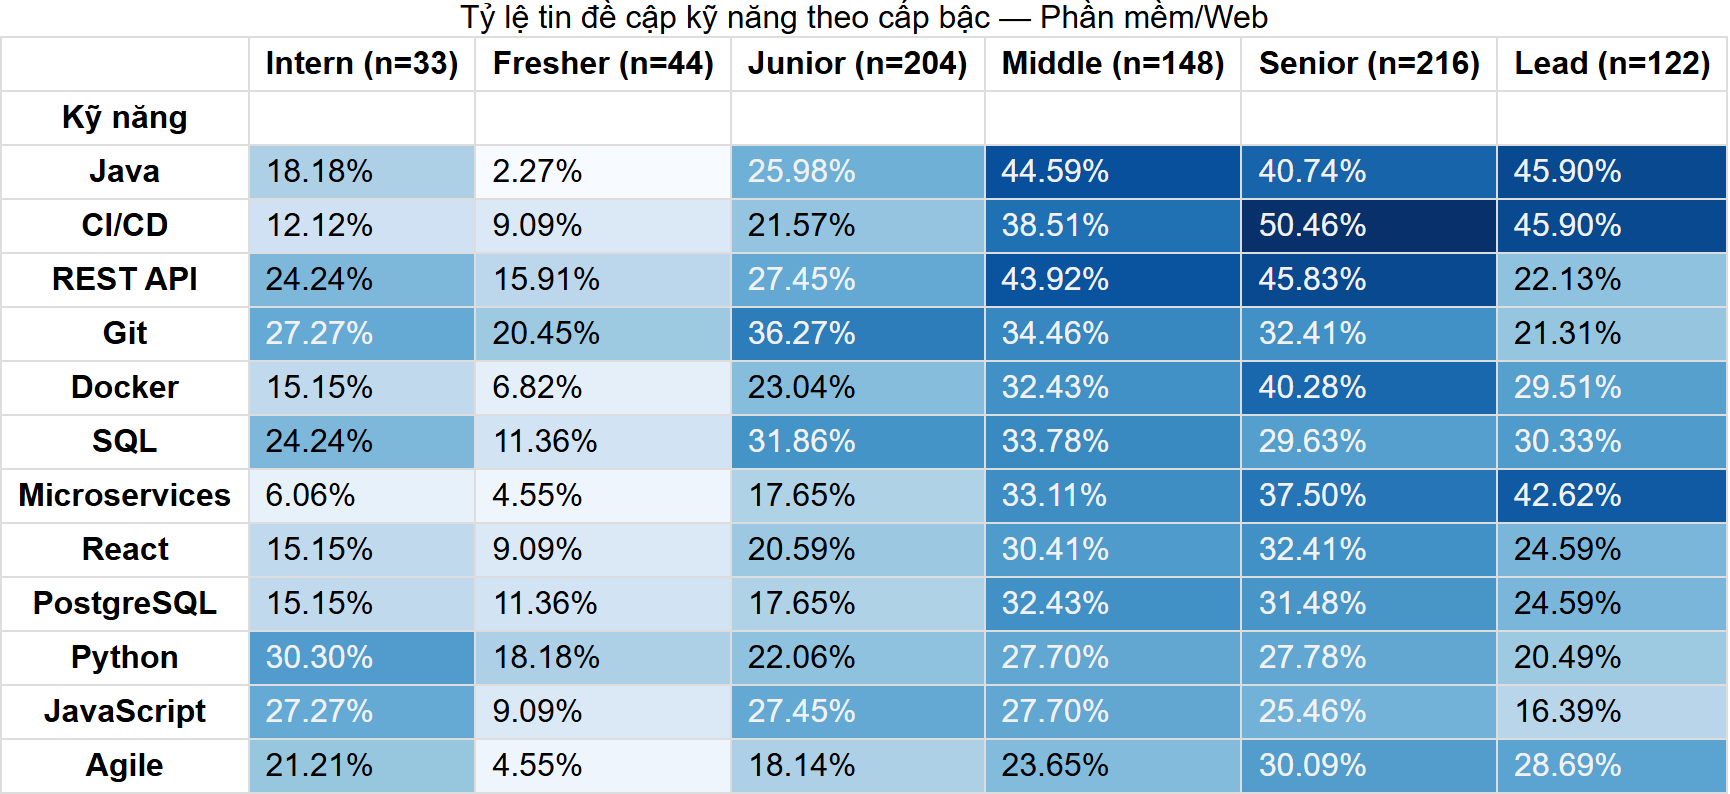 Tỷ lệ tin đề cập kỹ năng theo cấp bậc — Phần mềm/Web
Intern (n=33) Fresher (n=44) Junior (n=204) Middle (n=148) Senior (n=216) Lead (n=122)
Kỹ năng
Java 18.18% 2.27% 25.98% 44.59% 40.74% 45.90%
CI/CD 12.12% 9.09% 21.57% 38.51% 50.46% 45.90%
REST API 24.24% 15.91% 27.45% 43.92% 45.83% 22.13%
Git 27.27% 20.45% 36.27% 34.46% 32.41% 21.31%
Docker 15.15% 6.82% 23.04% 32.43% 40.28% 29.51%
SQL 24.24% 11.36% 31.86% 33.78% 29.63% 30.33%
Microservices 6.06% 4.55% 17.65% 33.11% 37.50% 42.62%
React 15.15% 9.09% 20.59% 30.41% 32.41% 24.59%
PostgreSQL 15.15% 11.36% 17.65% 32.43% 31.48% 24.59%
Python 30.30% 18.18% 22.06% 27.70% 27.78% 20.49%
JavaScript 27.27% 9.09% 27.45% 27.70% 25.46% 16.39%
Agile 21.21% 4.55% 18.14% 23.65% 30.09% 28.69%